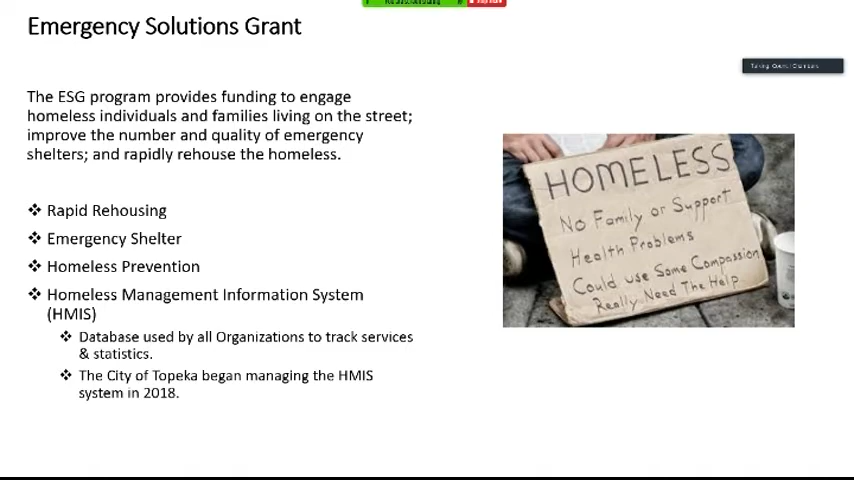 Emergency Solutions Grant
The ESG program provides funding to engage
homeless individuals and families living on the street;
improve the number and quality of emergency
shelters; and rapidly rehouse the homeless.
❖ Rapid Rehousing
❖ Emergency Shelter
❖ Homeless Prevention
❖ Homeless Management Information System
(HMIS)
❖ Database used by all Organizations to track services
& statistics.
❖ The City of Topeka began managing the HMIS
system in 2018.
HOMELESS
No Family or Support
Health Problems
Could use Some Compassion
Really Need The Help